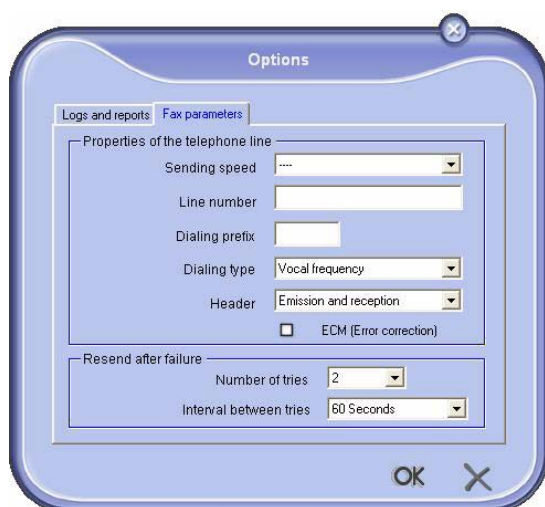 Options
Logs and reports Fax parameters
Properties of the telephone line
Sending speed ----
Line number
Dialing prefix
Dialing type Vocal frequency
Header Emission and reception
ECM (Error correction)
Resend after failure
Number of tries 2
Interval between tries 60 Seconds
OK